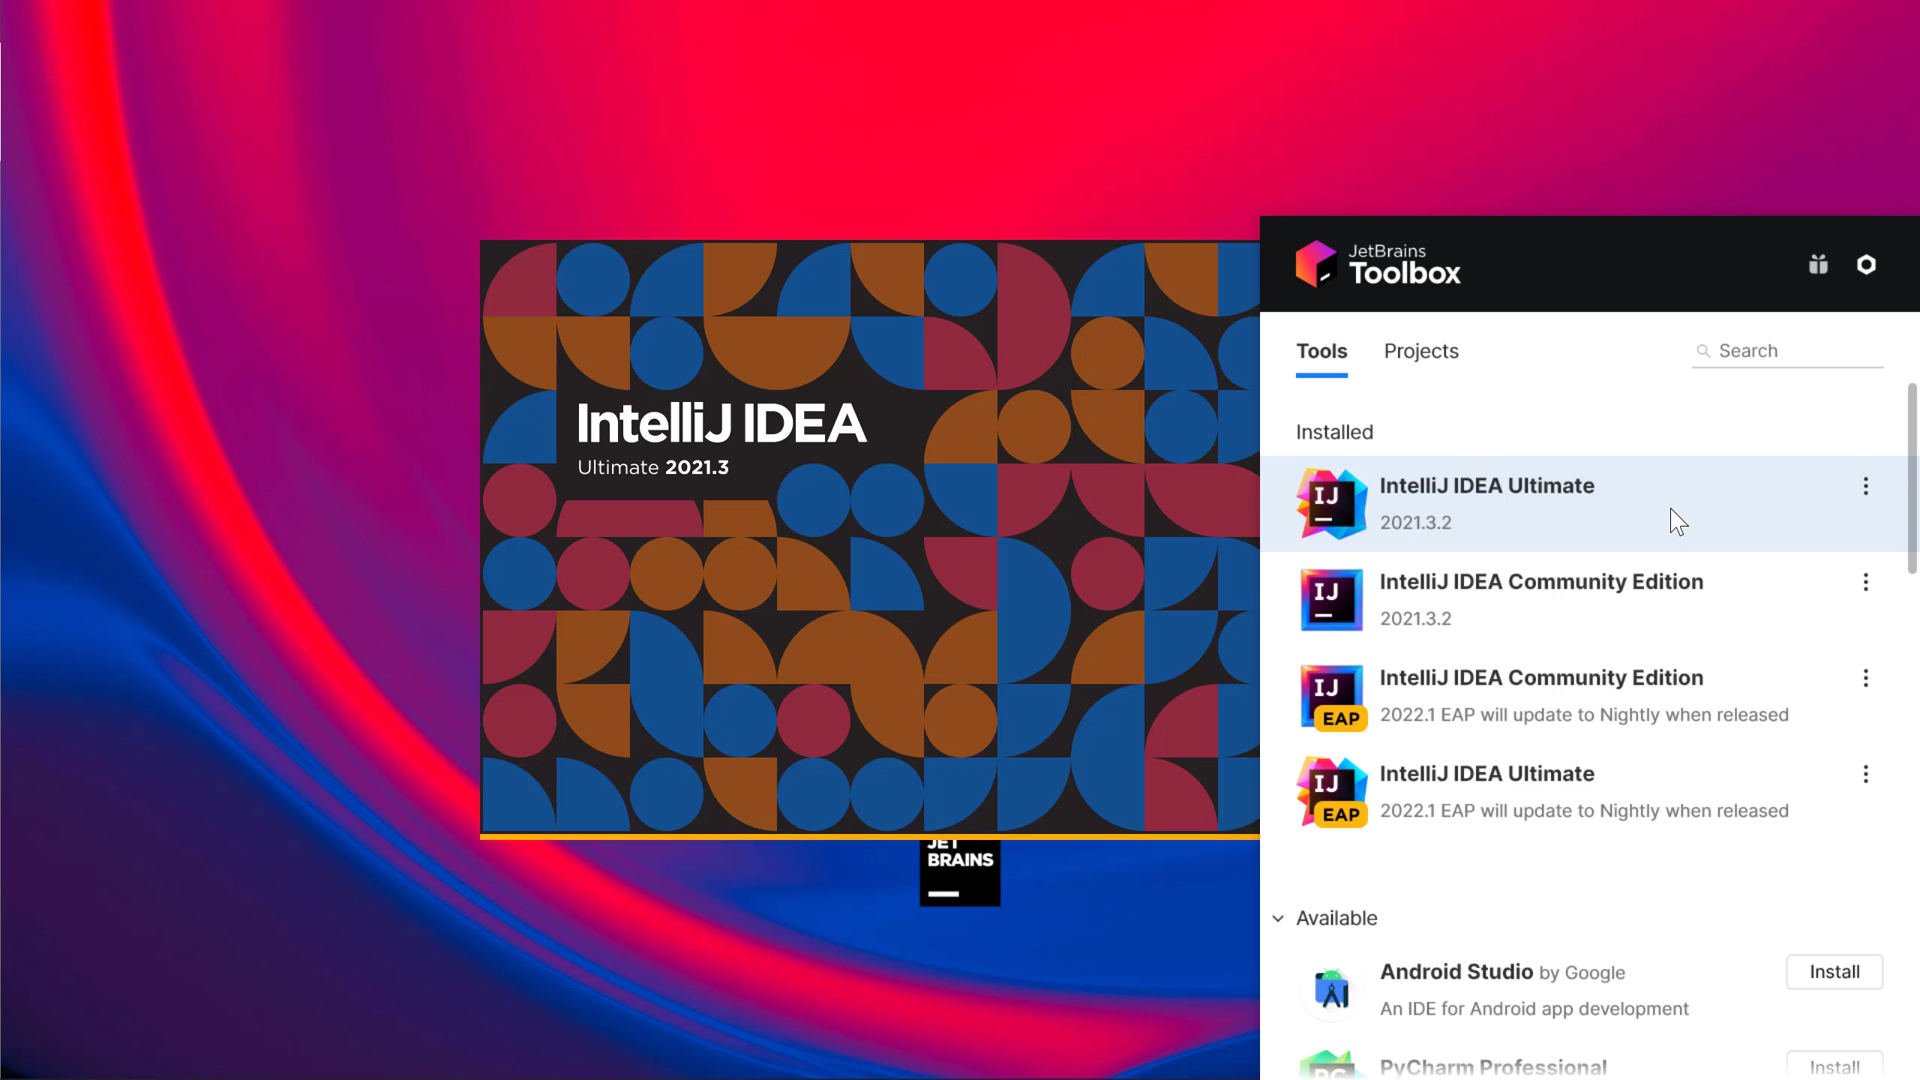 IntelliJ IDEA
Ultimate 2021.3
JET
BRAINS
JetBrains
Toolbox
Tools
Projects
Search
Installed
IJ
IntelliJ IDEA Ultimate
2021.3.2
IJ
IntelliJ IDEA Community Edition
2021.3.2
IJ
EAP
IntelliJ IDEA Community Edition
2022.1 EAP will update to Nightly when released
IJ
EAP
IntelliJ IDEA Ultimate
2022.1 EAP will update to Nightly when released
Available
Android Studio by Google
Install
An IDE for Android app development
PC
PyCharm Professional
Install